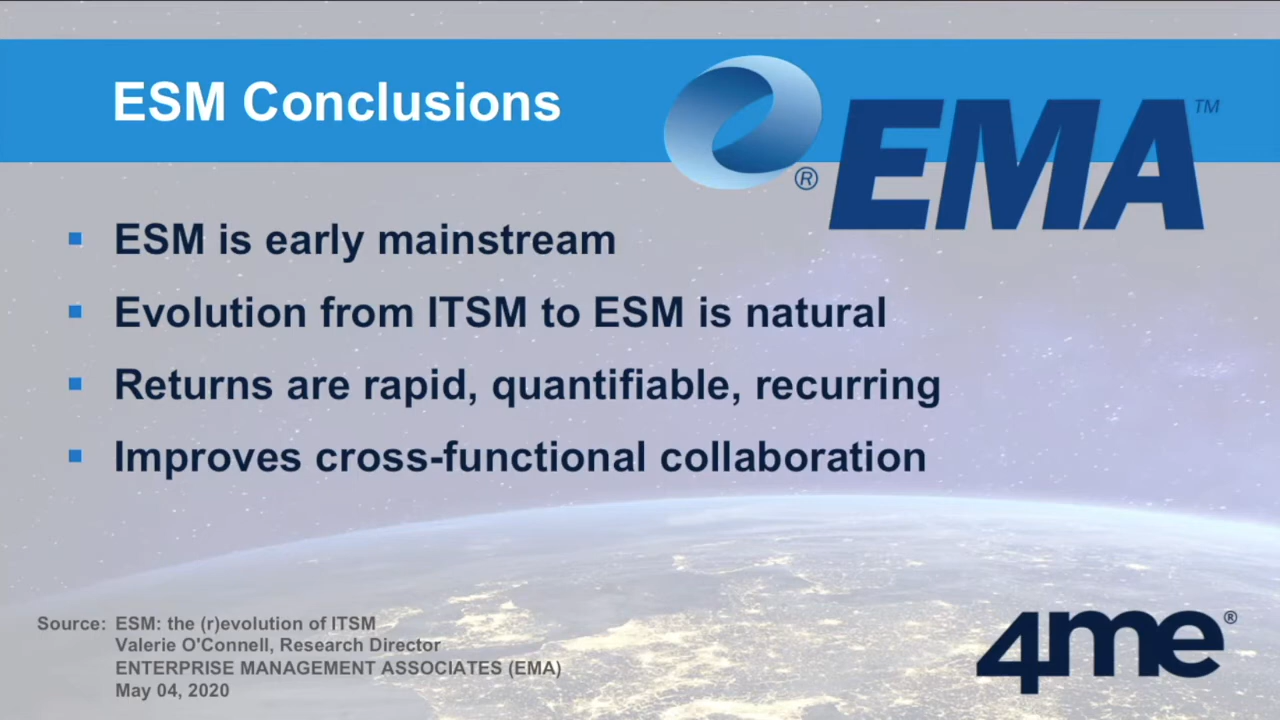 ESM Conclusions
EMA™
®
ESM is early mainstream
Evolution from ITSM to ESM is natural
Returns are rapid, quantifiable, recurring
Improves cross-functional collaboration
Source: ESM: the (r)evolution of ITSM
Valerie O'Connell, Research Director
ENTERPRISE MANAGEMENT ASSOCIATES (EMA)
May 04, 2020
4me®